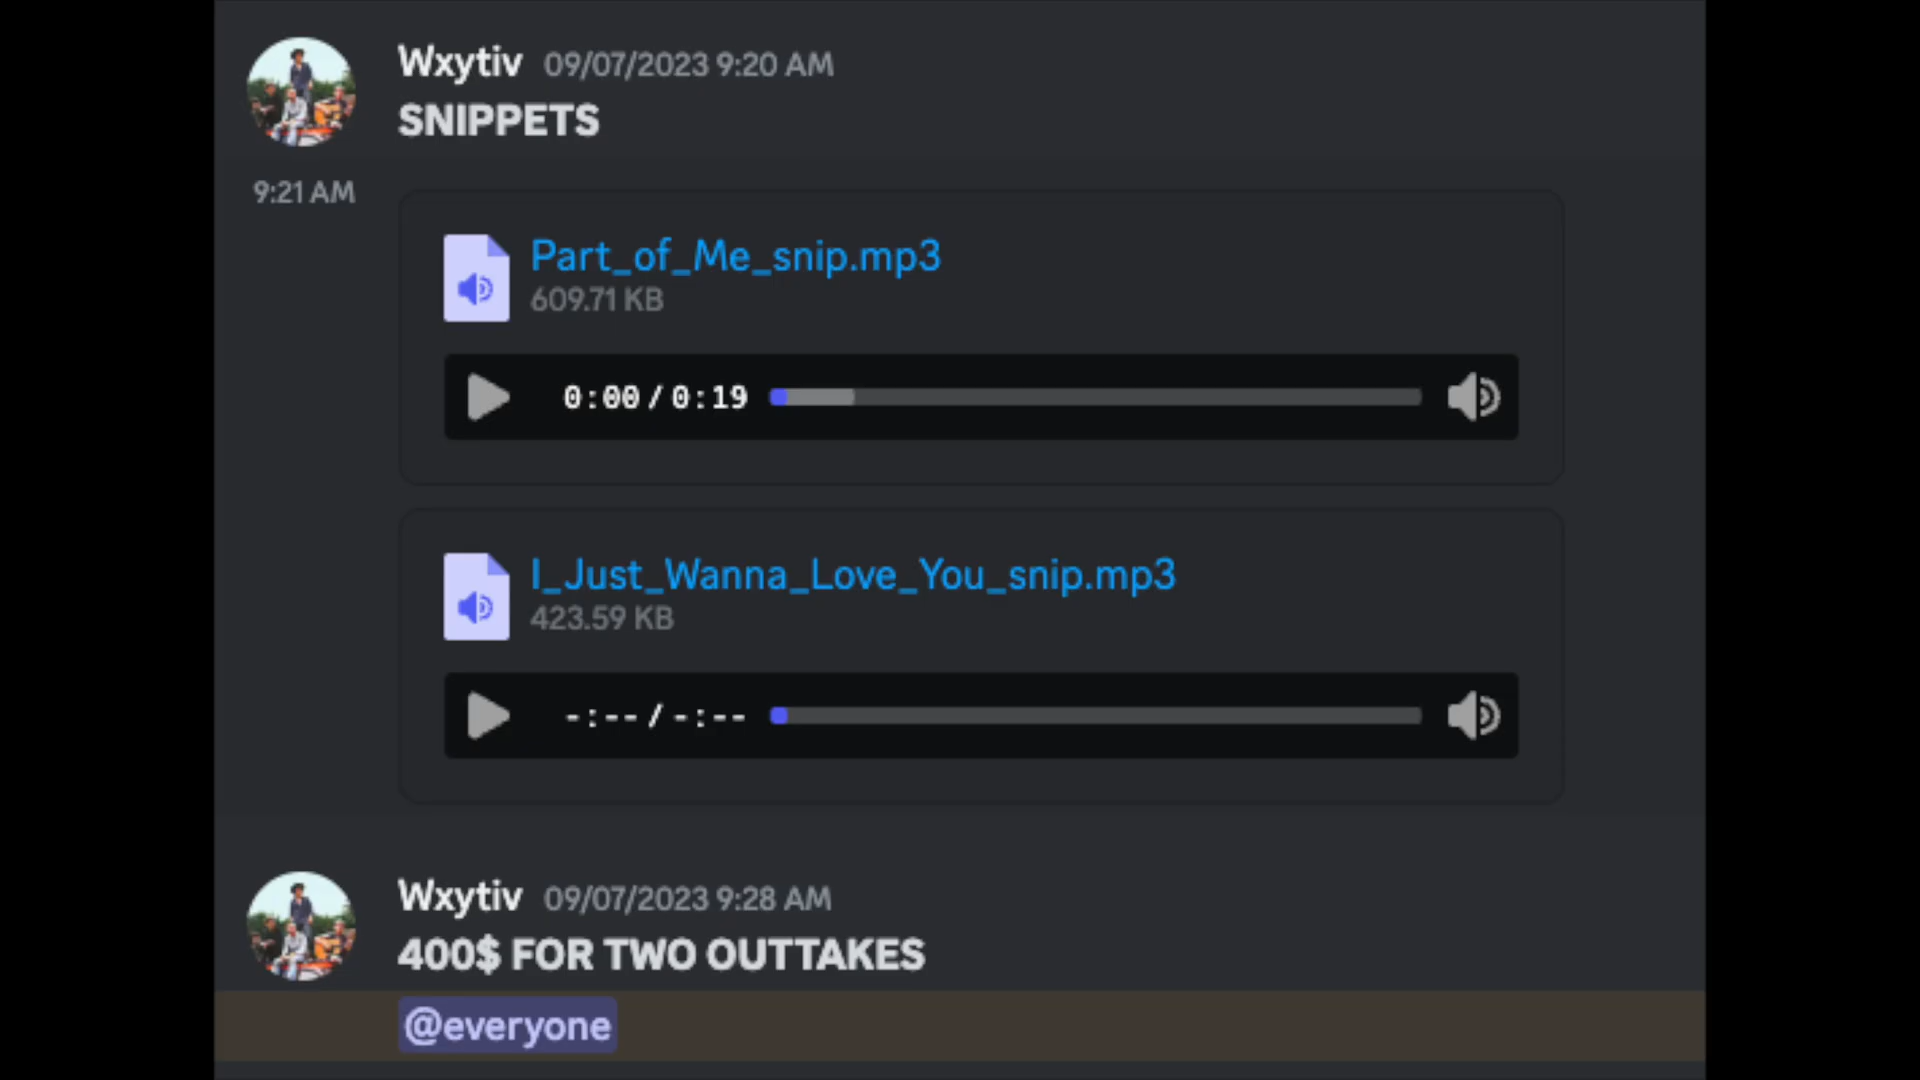 Wxytiv 09/07/2023 9:20 AM
SNIPPETS
9:21 AM
Part_of_Me_snip.mp3
609.71 KB
0:00 / 0:19
I_Just_Wanna_Love_You_snip.mp3
423.59 KB
-:-- / -:--
Wxytiv 09/07/2023 9:28 AM
400$ FOR TWO OUTTAKES
@everyone